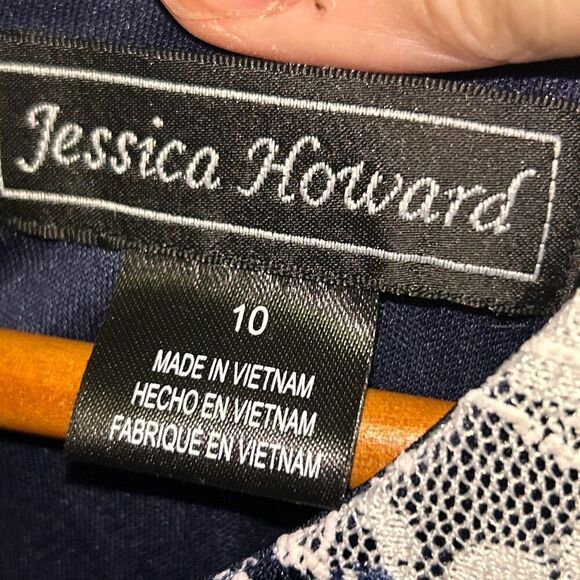 Jessica Howard
10
MADE IN VIETNAM
HECHO EN VIETNAM
FABRIQUE EN VIETNAM